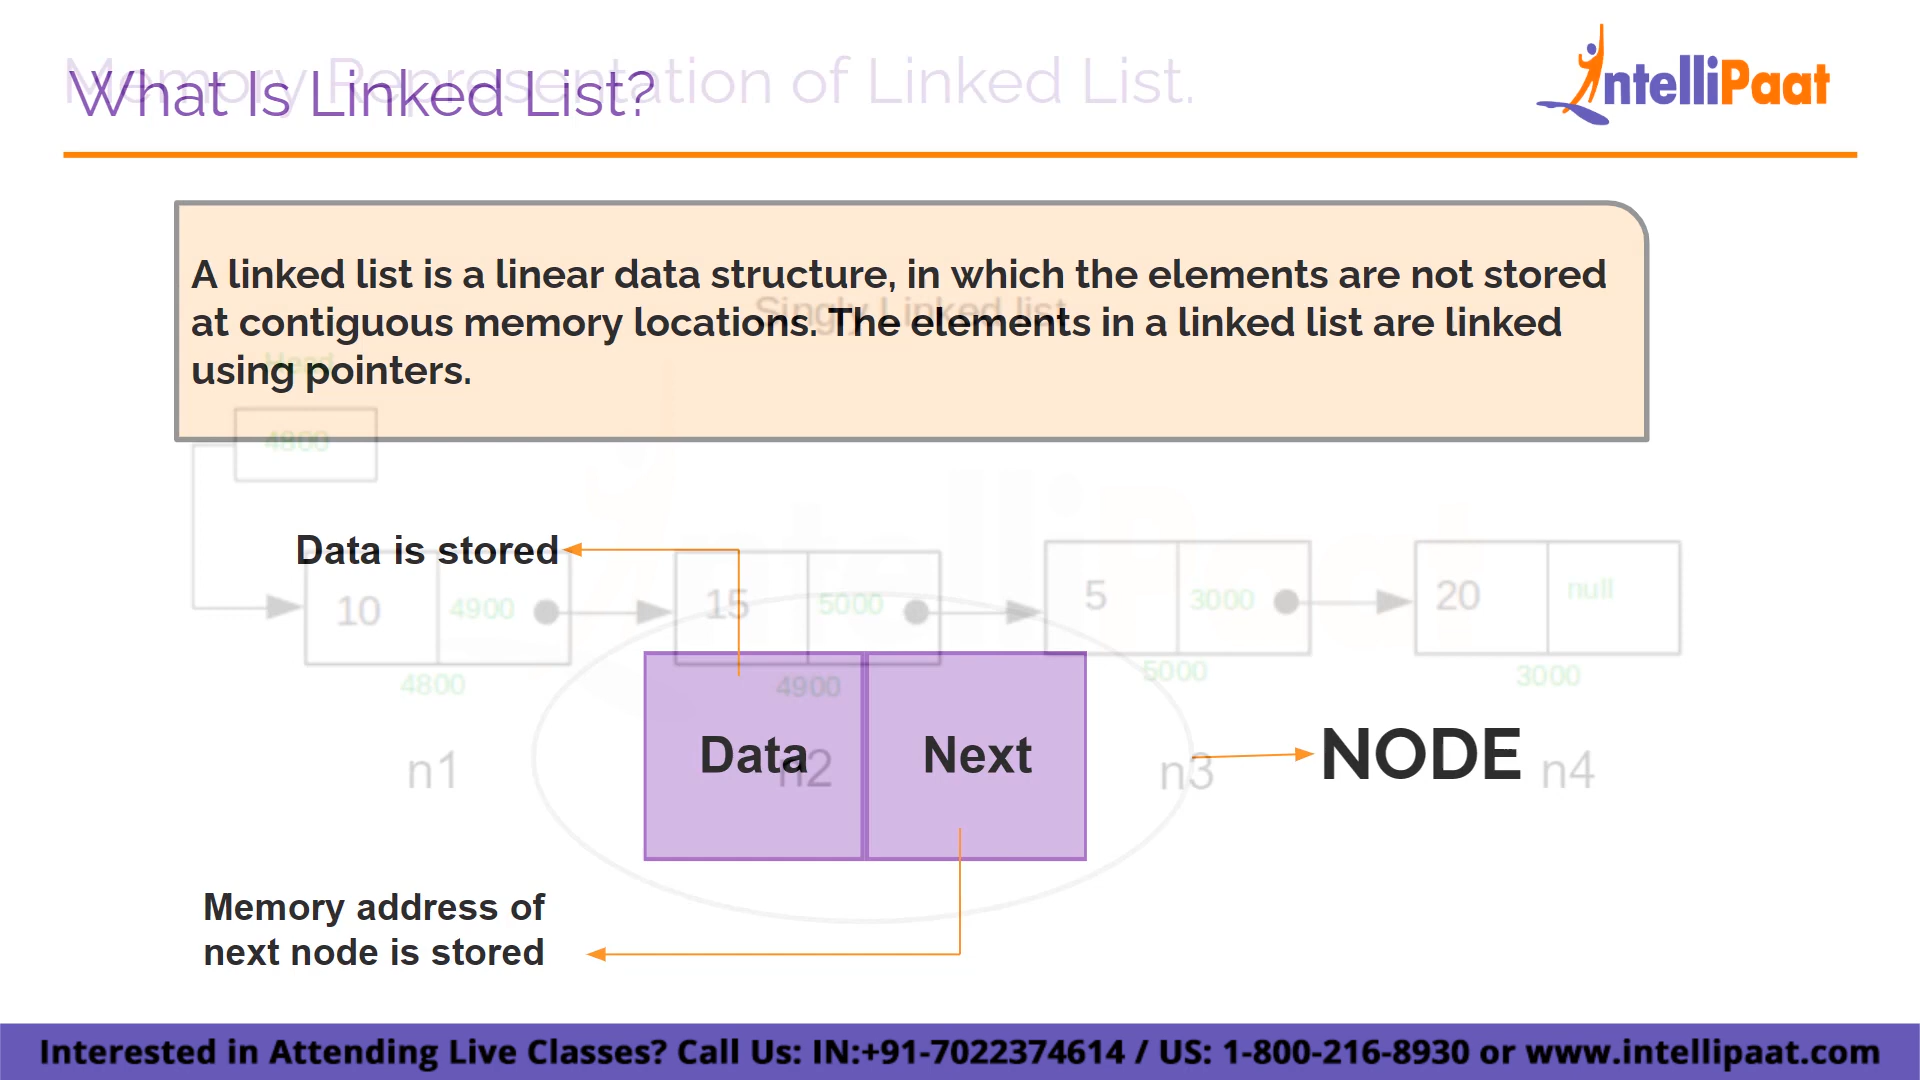 What Is Linked List?
Memory Representation of Linked List.
IntelliPaat
A linked list is a linear data structure, in which the elements are not stored
at contiguous memory locations. The elements in a linked list are linked
using pointers.
Singly Linked list
Head
4800
Data is stored
10 4900
15 5000
5 3000
20 null
4800
4900
5000
3000
Data
Next
NODE
n1
n2
n3
n4
Memory address of
next node is stored
Interested in Attending Live Classes? Call Us: IN:+91-7022374614 / US: 1-800-216-8930 or www.intellipaat.com